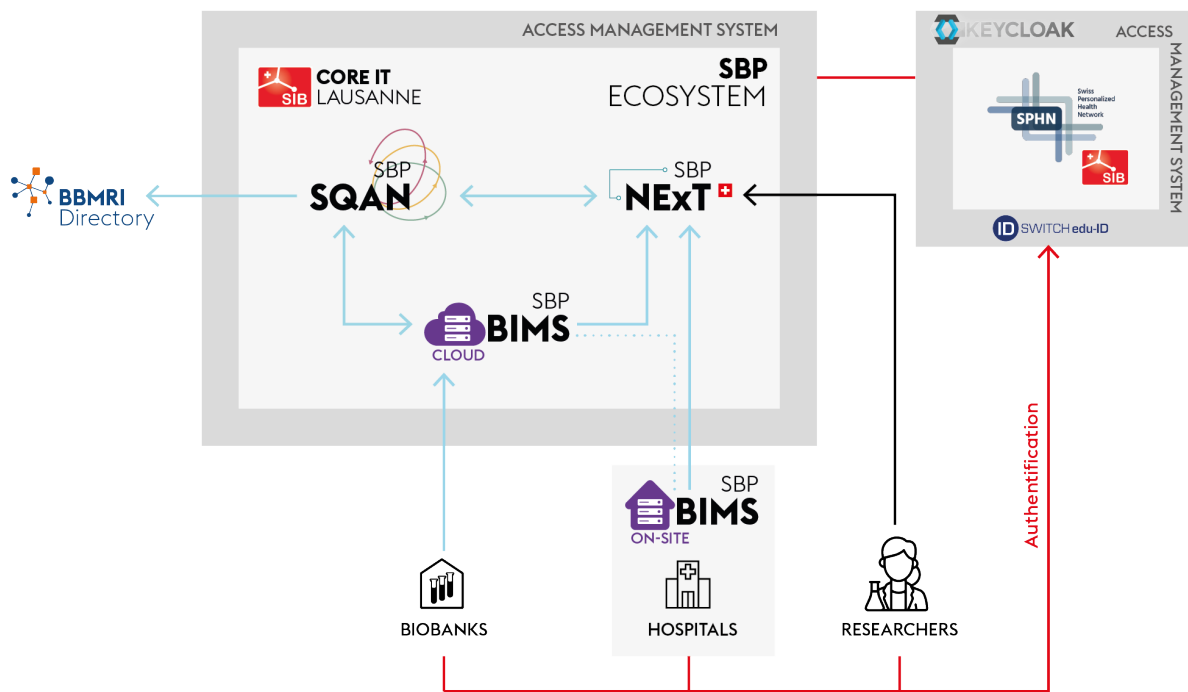 ACCESS MANAGEMENT SYSTEM
SIB
CORE IT
LAUSANNE
SBP
ECOSYSTEM
KEYCLOAK
ACCESS
MANAGEMENT SYSTEM
SPHN
Swiss
Personalized
Health
Network
SIB
ID SWITCH edu-ID
BBMRI
Directory
SBP
SQAN
SBP
NExT
SBP
BIMS
CLOUD
SBP
BIMS
ON-SITE
Authentification
BIOBANKS
HOSPITALS
RESEARCHERS